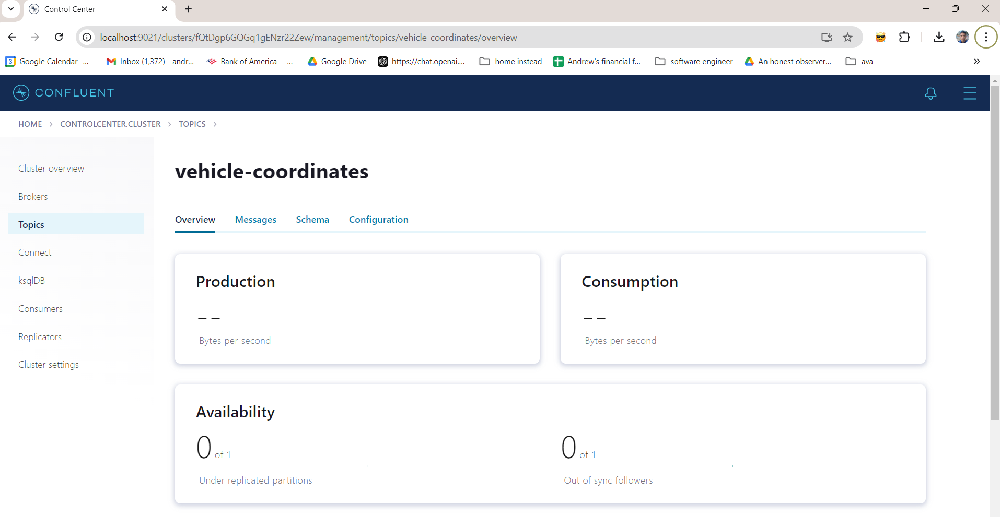 Control Center
localhost:9021/clusters/fQtDgp6GQGq1gENzr22Zew/management/topics/vehicle-coordinates/overview
3 Google Calendar -... Inbox (1,372) - andr... Bank of America —... Google Drive https://chat.openai.... home instead Andrew's financial f... software engineer An honest observer... ava
CONFLUENT
HOME > CONTROLCENTER.CLUSTER > TOPICS >
Cluster overview
Brokers
Topics
Connect
ksqlDB
Consumers
Replicators
Cluster settings
vehicle-coordinates
Overview Messages Schema Configuration
Production
--
Bytes per second
Consumption
--
Bytes per second
Availability
0 of 1
Under replicated partitions
0 of 1
Out of sync followers